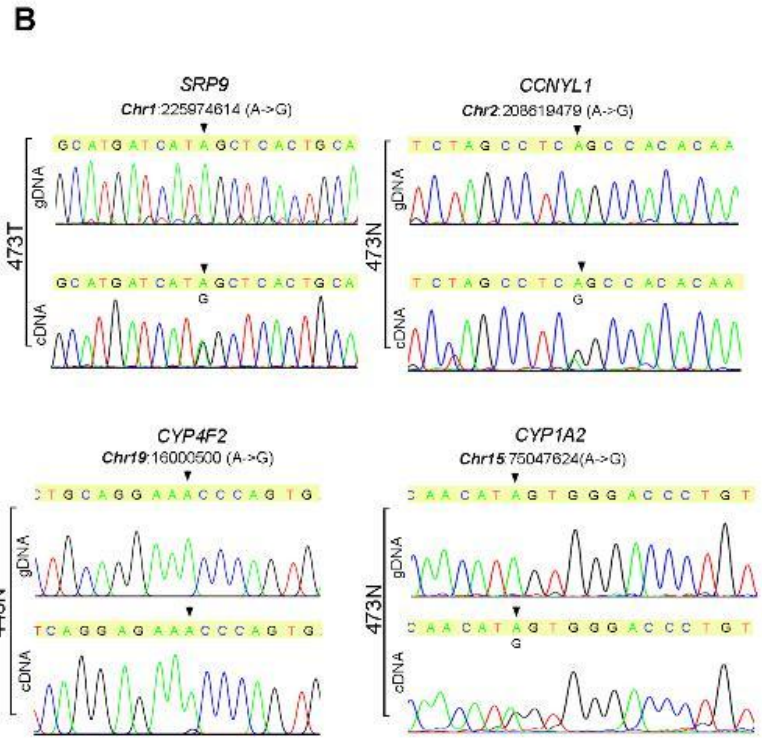 B
SRP9
Chr1:225974614 (A->G)
GCATGATCATAGCTCACTGCA
gDNA
473T
GCATGATCATAGCTCACTGCA
G
cDNA
CCNYL1
Chr2:208619479 (A->G)
TCTAGCCTCAGCCACACAA
gDNA
473N
TCTAGCCTCAGCCACACAA
G
cDNA
CYP4F2
Chr19:16000500 (A->G)
TGCAGGAAACCCAGTG
gDNA
TCAGGAGAAACCCAGTG
cDNA
CYP1A2
Chr15:75047624(A->G)
CAACATAGTGGGACCCTGT
gDNA
473N
CAACATAGTGGGACCCTGT
G
cDNA